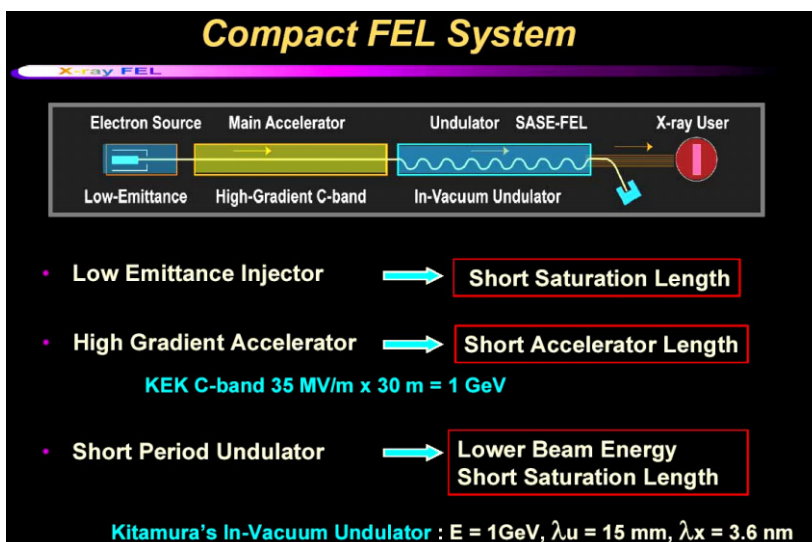 Compact FEL System
X-ray FEL
Electron Source Main Accelerator Undulator SASE-FEL X-ray User
Low-Emittance High-Gradient C-band In-Vacuum Undulator
• Low Emittance Injector Short Saturation Length
• High Gradient Accelerator Short Accelerator Length
KEK C-band 35 MV/m x 30 m = 1 GeV
• Short Period Undulator Lower Beam Energy
Short Saturation Length
Kitamura's In-Vacuum Undulator : E = 1GeV, λu = 15 mm, λx = 3.6 nm